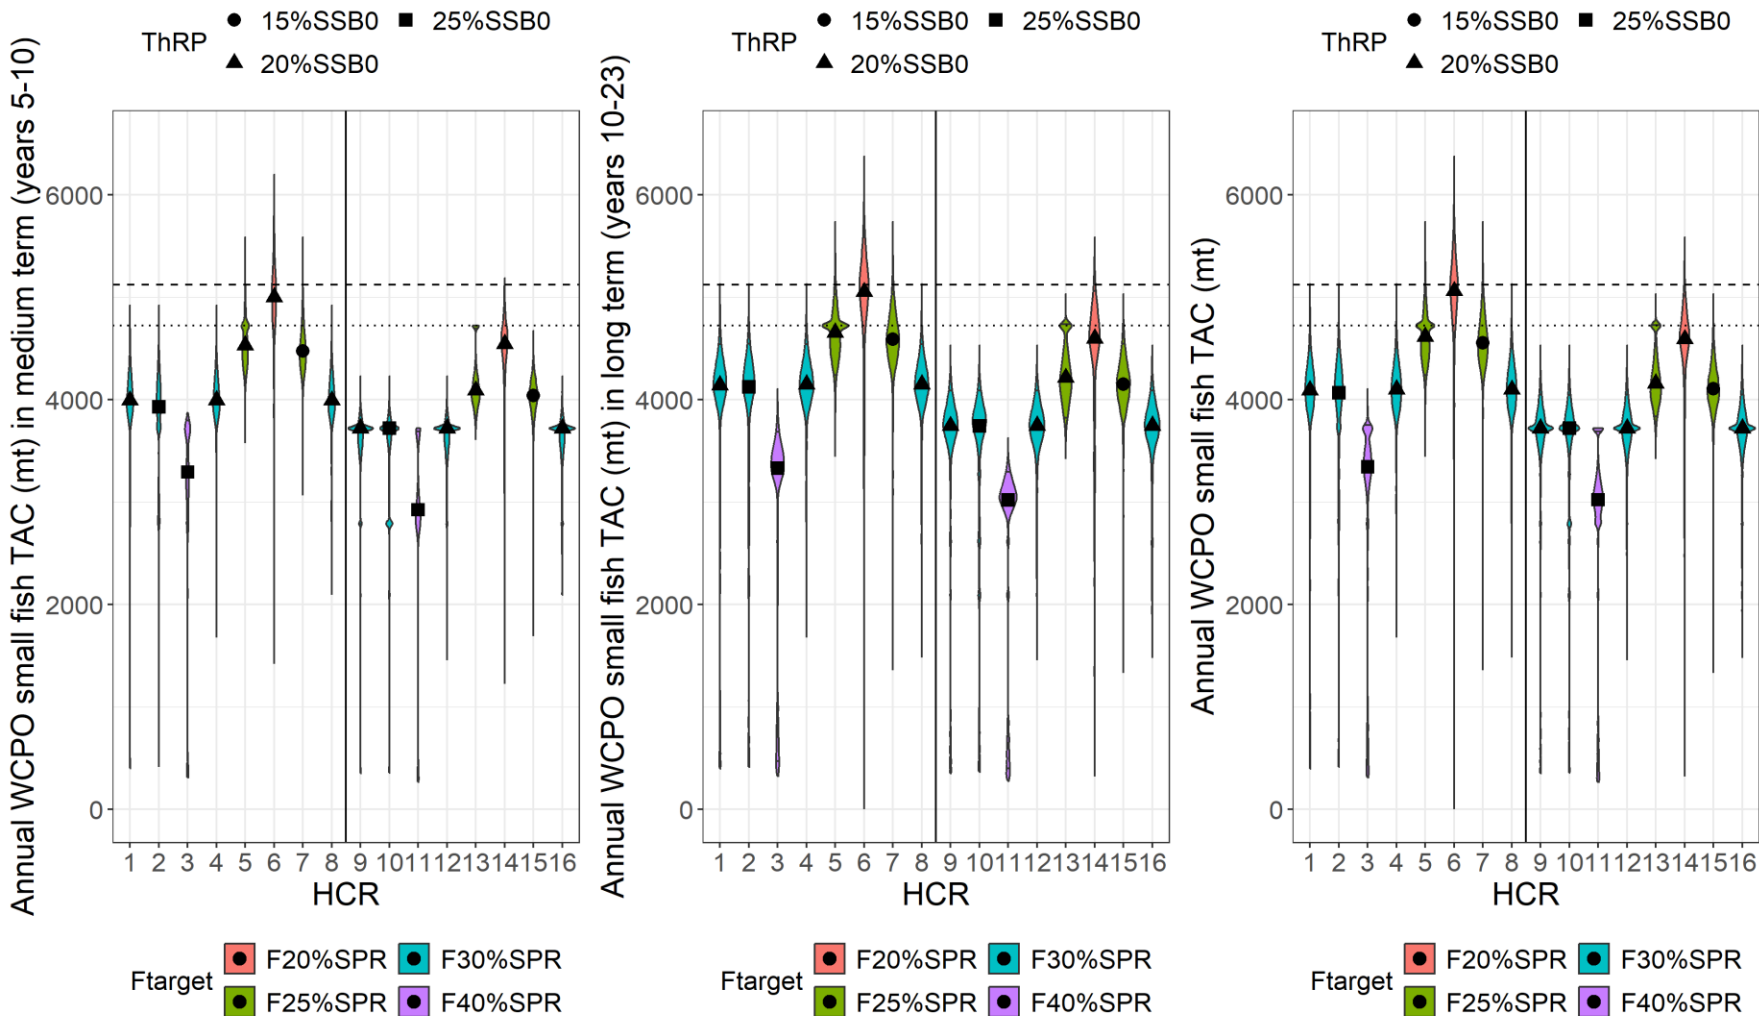 ThRP
15%SSB0
25%SSB0
20%SSB0
Annual WCPO small fish TAC (mt) in medium term (years 5-10)
6000
4000
2000
0
1 2 3 4 5 6 7 8 9 10 11 12 13 14 15 16
HCR
Ftarget
F20%SPR
F30%SPR
F25%SPR
F40%SPR
ThRP
15%SSB0
25%SSB0
20%SSB0
Annual WCPO small fish TAC (mt) in long term (years 10-23)
6000
4000
2000
0
1 2 3 4 5 6 7 8 9 10 11 12 13 14 15 16
HCR
Ftarget
F20%SPR
F30%SPR
F25%SPR
F40%SPR
ThRP
15%SSB0
25%SSB0
20%SSB0
Annual WCPO small fish TAC (mt)
6000
4000
2000
0
1 2 3 4 5 6 7 8 9 10 11 12 13 14 15 16
HCR
Ftarget
F20%SPR
F30%SPR
F25%SPR
F40%SPR